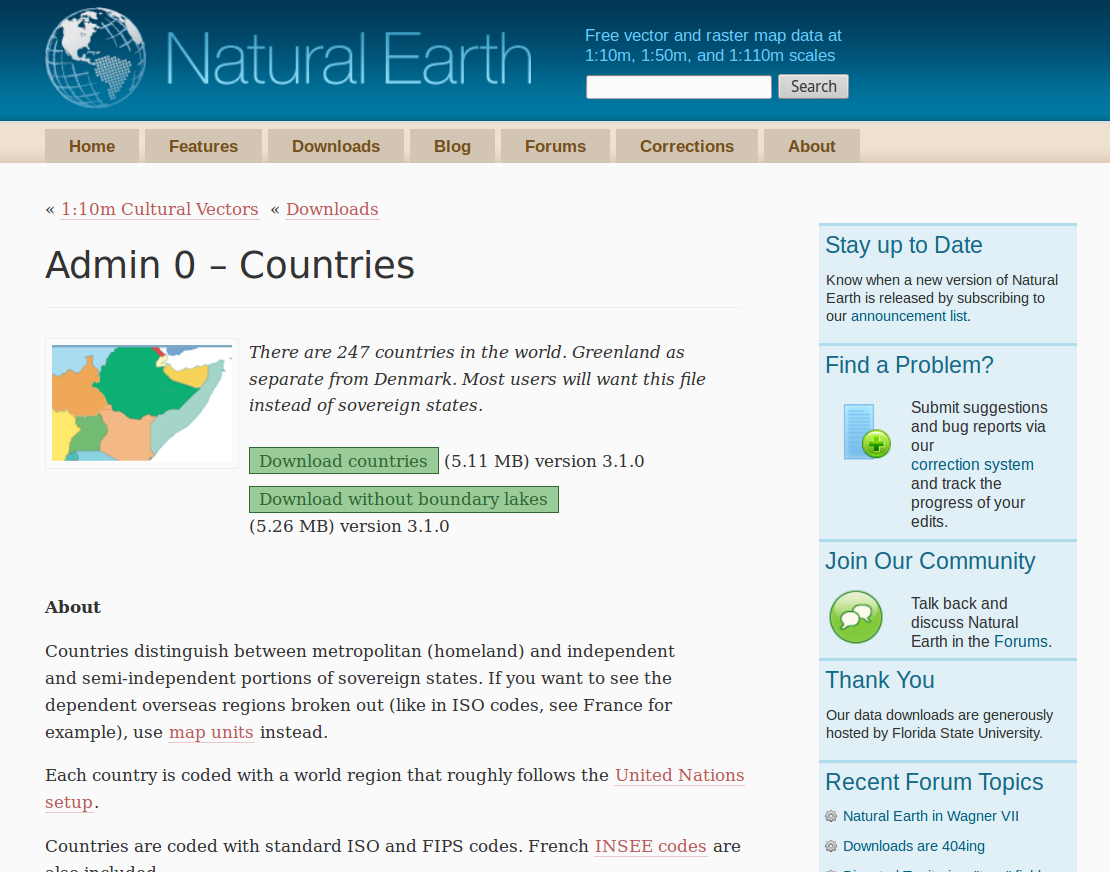 Natural Earth
Free vector and raster map data at
1:10m, 1:50m, and 1:110m scales
Search
Home
Features
Downloads
Blog
Forums
Corrections
About
« 1:10m Cultural Vectors « Downloads
Admin 0 – Countries
There are 247 countries in the world. Greenland as
separate from Denmark. Most users will want this file
instead of sovereign states.
Download countries (5.11 MB) version 3.1.0
Download without boundary lakes
(5.26 MB) version 3.1.0
About
Countries distinguish between metropolitan (homeland) and independent
and semi-independent portions of sovereign states. If you want to see the
dependent overseas regions broken out (like in ISO codes, see France for
example), use map units instead.
Each country is coded with a world region that roughly follows the United Nations
setup.
Countries are coded with standard ISO and FIPS codes. French INSEE codes are
also included.
Stay up to Date
Know when a new version of Natural
Earth is released by subscribing to
our announcement list.
Find a Problem?
Submit suggestions
and bug reports via
our
correction system
and track the
progress of your
edits.
Join Our Community
Talk back and
discuss Natural
Earth in the Forums.
Thank You
Our data downloads are generously
hosted by Florida State University.
Recent Forum Topics
Natural Earth in Wagner VII
Downloads are 404ing